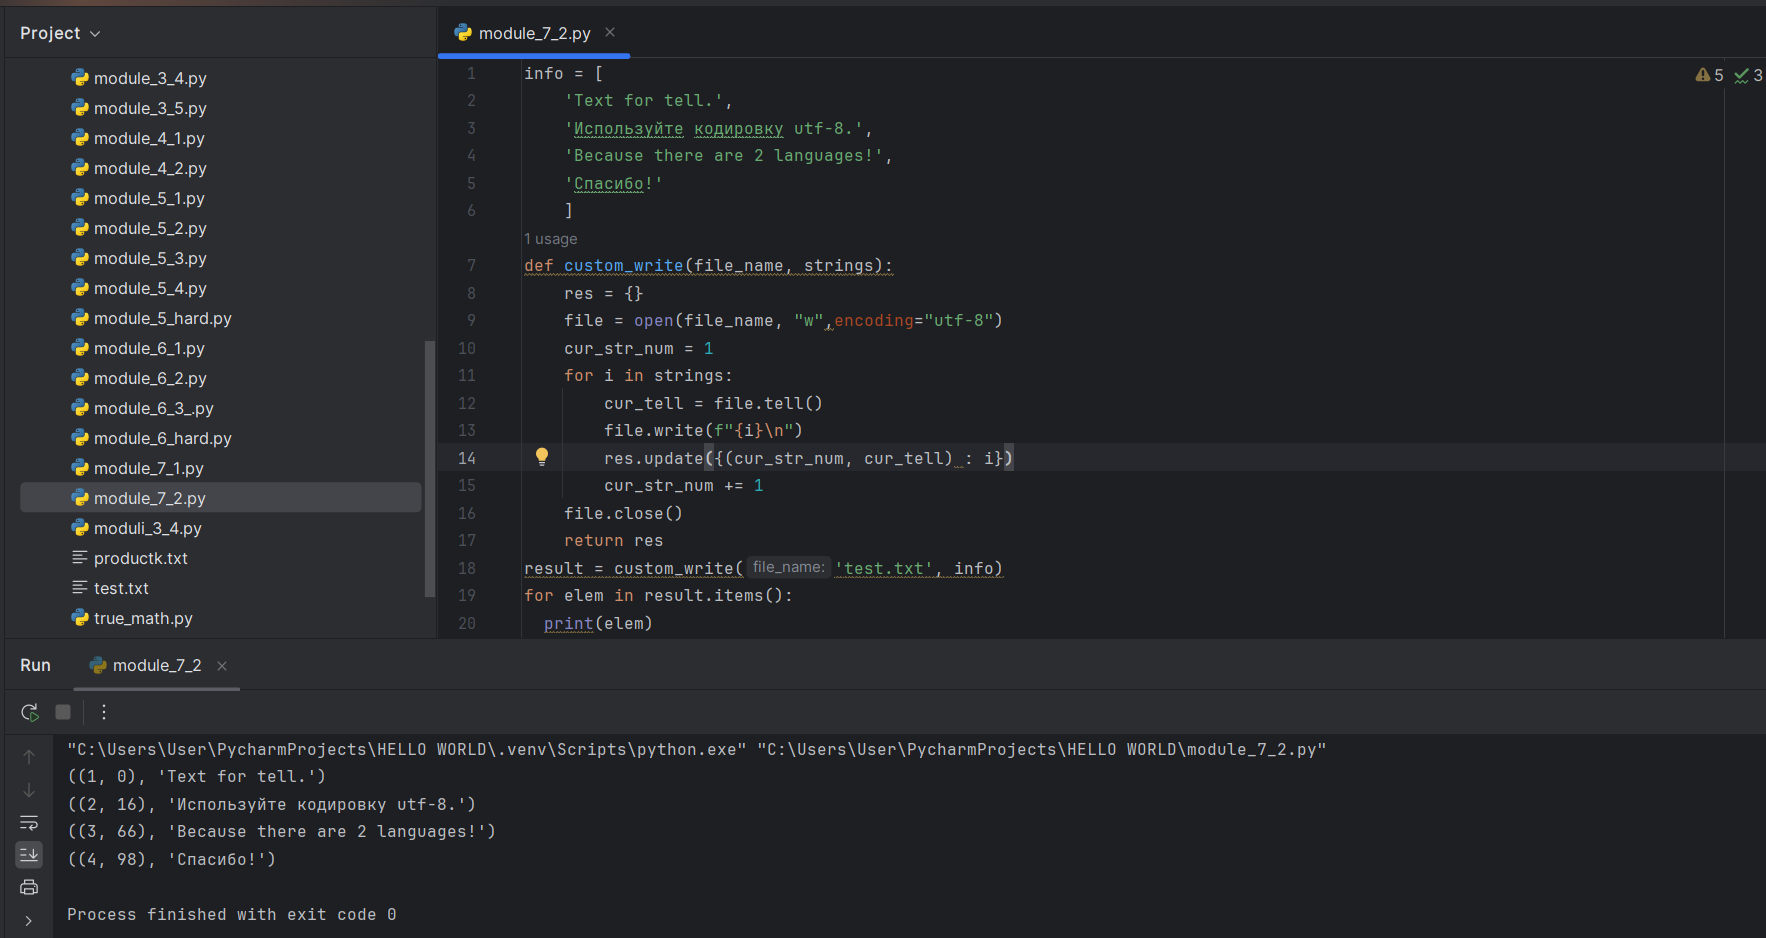 Project
module_3_4.py
module_3_5.py
module_4_1.py
module_4_2.py
module_5_1.py
module_5_2.py
module_5_3.py
module_5_4.py
module_5_hard.py
module_6_1.py
module_6_2.py
module_6_3_.py
module_6_hard.py
module_7_1.py
module_7_2.py
moduli_3_4.py
productk.txt
test.txt
true_math.py
module_7_2.py
5 3
1 info = [
2 'Text for tell.',
3 'Используйте кодировку utf-8.',
4 'Because there are 2 languages!',
5 'Спасибо!'
6 ]
1 usage
7 def custom_write(file_name, strings):
8 res = {}
9 file = open(file_name, "w",encoding="utf-8")
10 cur_str_num = 1
11 for i in strings:
12 cur_tell = file.tell()
13 file.write(f"{i}\n")
14 res.update({(cur_str_num, cur_tell) : i})
15 cur_str_num += 1
16 file.close()
17 return res
18 result = custom_write( file_name: 'test.txt', info)
19 for elem in result.items():
20 print(elem)
Run module_7_2
"C:\Users\User\PycharmProjects\HELLO WORLD\.venv\Scripts\python.exe" "C:\Users\User\PycharmProjects\HELLO WORLD\module_7_2.py"
((1, 0), 'Text for tell.')
((2, 16), 'Используйте кодировку utf-8.')
((3, 66), 'Because there are 2 languages!')
((4, 98), 'Спасибо!')
Process finished with exit code 0